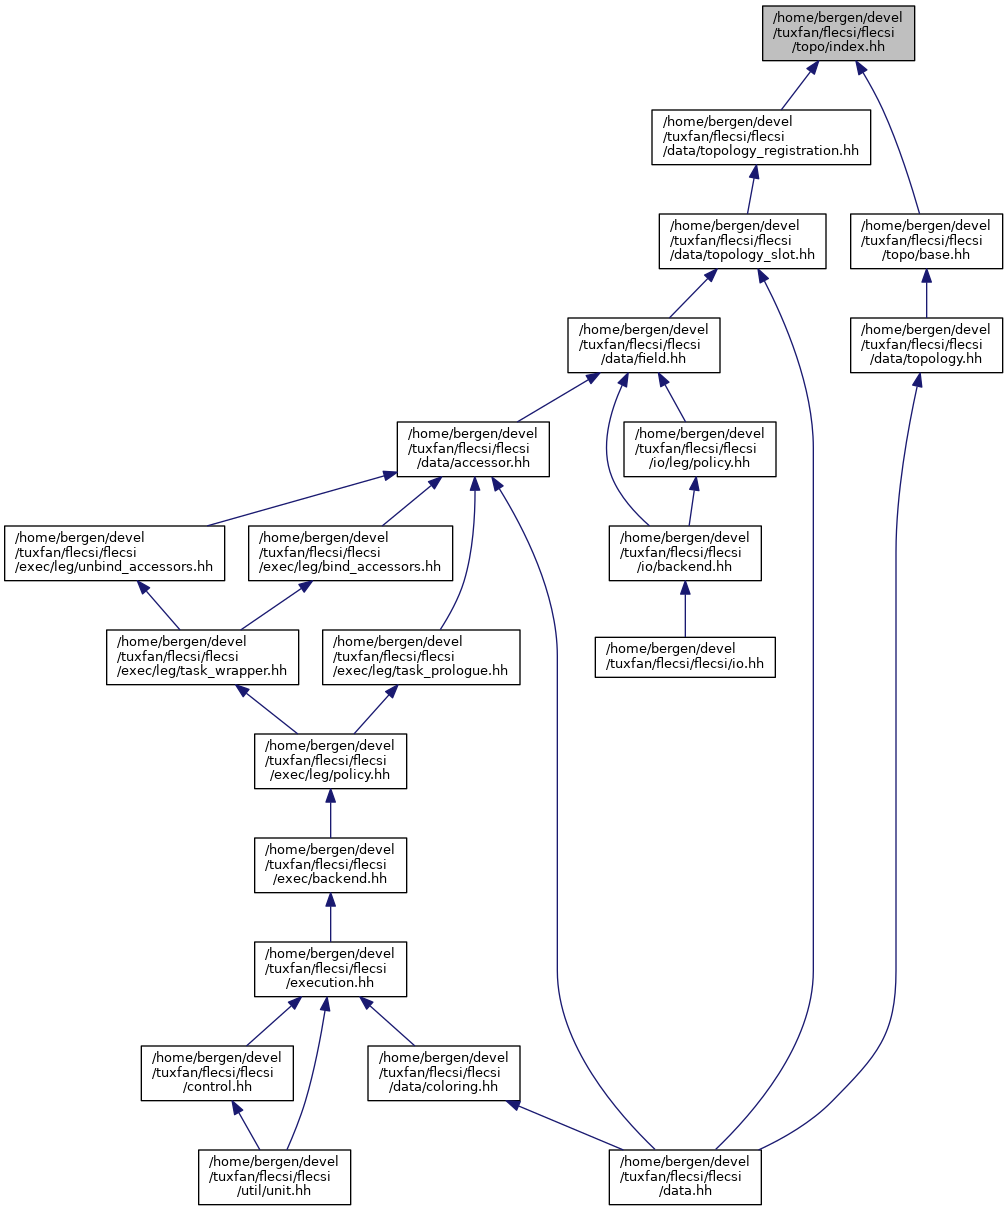 /home/bergen/devel
/tuxfan/flecsi/flecsi
/topo/index.hh
/home/bergen/devel
/tuxfan/flecsi/flecsi
/data/topology_registration.hh
/home/bergen/devel
/tuxfan/flecsi/flecsi
/data/topology_slot.hh
/home/bergen/devel
/tuxfan/flecsi/flecsi
/topo/base.hh
/home/bergen/devel
/tuxfan/flecsi/flecsi
/data/field.hh
/home/bergen/devel
/tuxfan/flecsi/flecsi
/data/topology.hh
/home/bergen/devel
/tuxfan/flecsi/flecsi
/data/accessor.hh
/home/bergen/devel
/tuxfan/flecsi/flecsi
/io/leg/policy.hh
/home/bergen/devel
/tuxfan/flecsi/flecsi
/exec/leg/unbind_accessors.hh
/home/bergen/devel
/tuxfan/flecsi/flecsi
/exec/leg/bind_accessors.hh
/home/bergen/devel
/tuxfan/flecsi/flecsi
/io/backend.hh
/home/bergen/devel
/tuxfan/flecsi/flecsi
/exec/leg/task_wrapper.hh
/home/bergen/devel
/tuxfan/flecsi/flecsi
/exec/leg/task_prologue.hh
/home/bergen/devel
/tuxfan/flecsi/flecsi/io.hh
/home/bergen/devel
/tuxfan/flecsi/flecsi
/exec/leg/policy.hh
/home/bergen/devel
/tuxfan/flecsi/flecsi
/exec/backend.hh
/home/bergen/devel
/tuxfan/flecsi/flecsi
/execution.hh
/home/bergen/devel
/tuxfan/flecsi/flecsi
/control.hh
/home/bergen/devel
/tuxfan/flecsi/flecsi
/data/coloring.hh
/home/bergen/devel
/tuxfan/flecsi/flecsi
/util/unit.hh
/home/bergen/devel
/tuxfan/flecsi/flecsi
/data.hh